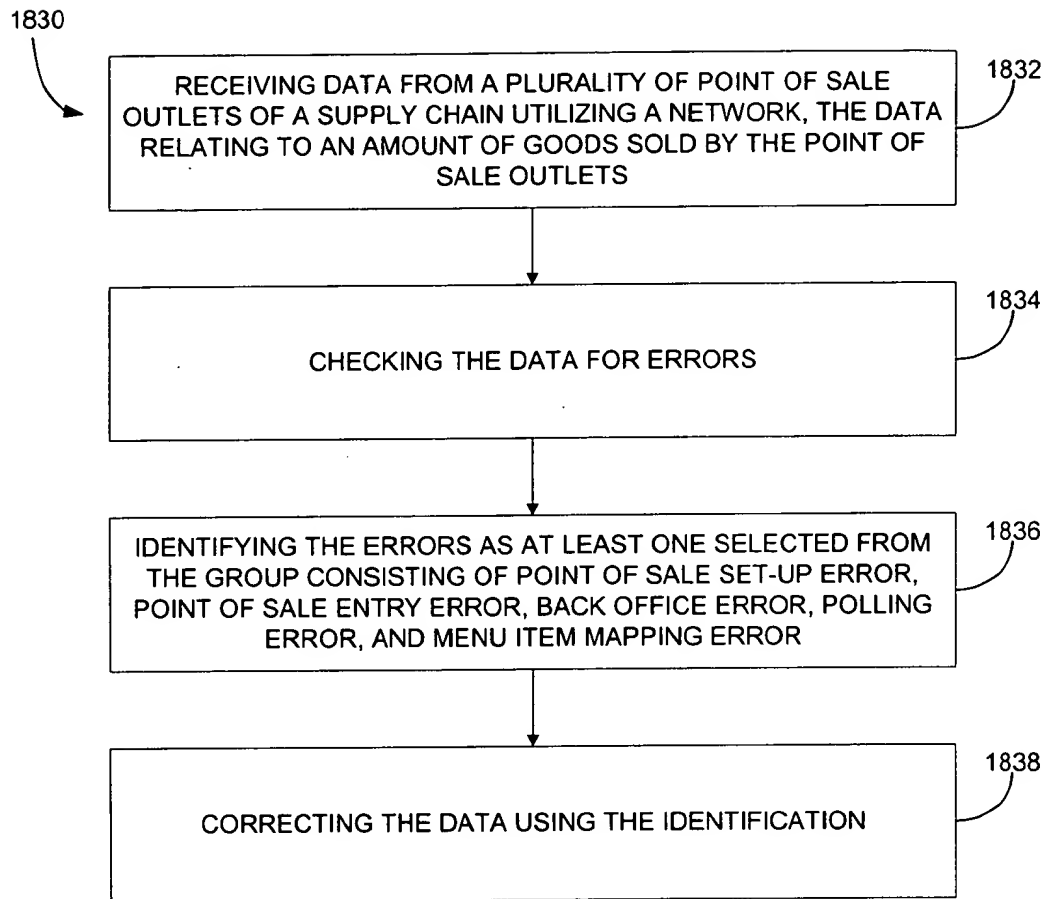 1830
RECEIVING DATA FROM A PLURALITY OF POINT OF SALE
OUTLETS OF A SUPPLY CHAIN UTILIZING A NETWORK, THE DATA
RELATING TO AN AMOUNT OF GOODS SOLD BY THE POINT OF
SALE OUTLETS
1832
CHECKING THE DATA FOR ERRORS
1834
IDENTIFYING THE ERRORS AS AT LEAST ONE SELECTED FROM
THE GROUP CONSISTING OF POINT OF SALE SET-UP ERROR,
POINT OF SALE ENTRY ERROR, BACK OFFICE ERROR, POLLING
ERROR, AND MENU ITEM MAPPING ERROR
1836
CORRECTING THE DATA USING THE IDENTIFICATION
1838